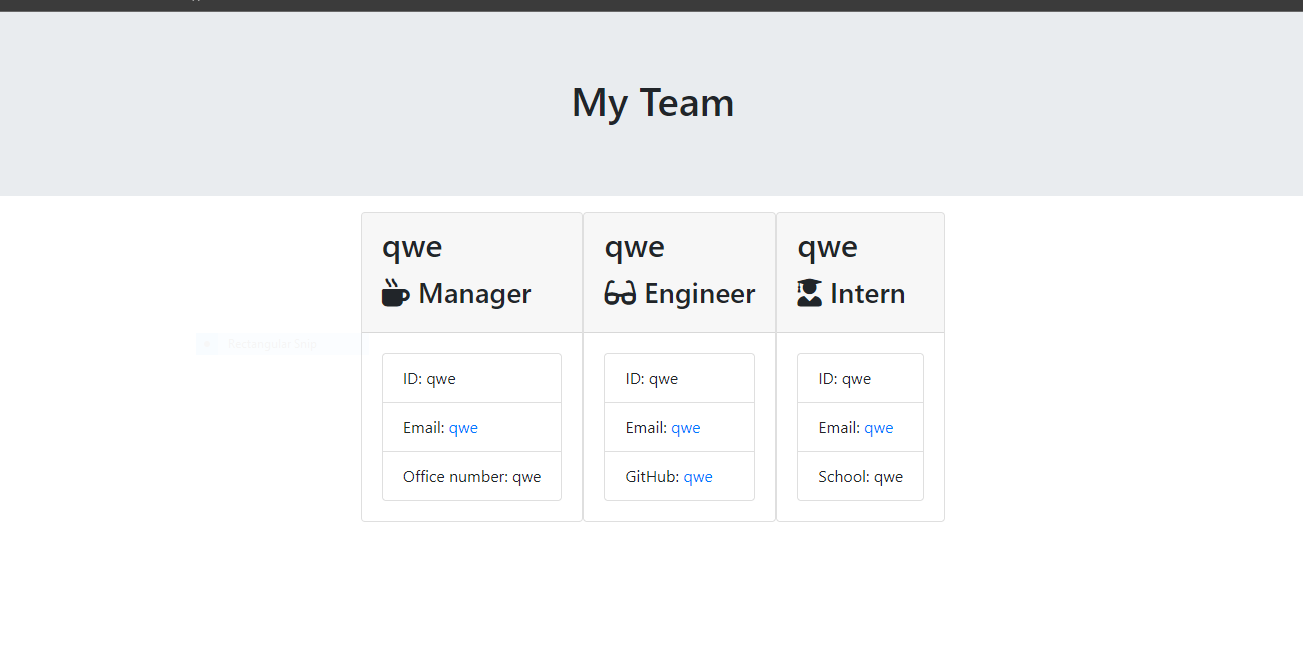 My Team
qwe
Manager
ID: qwe
Email: qwe
Office number: qwe
qwe
Engineer
ID: qwe
Email: qwe
GitHub: qwe
qwe
Intern
ID: qwe
Email: qwe
School: qwe
Rectangular Snip